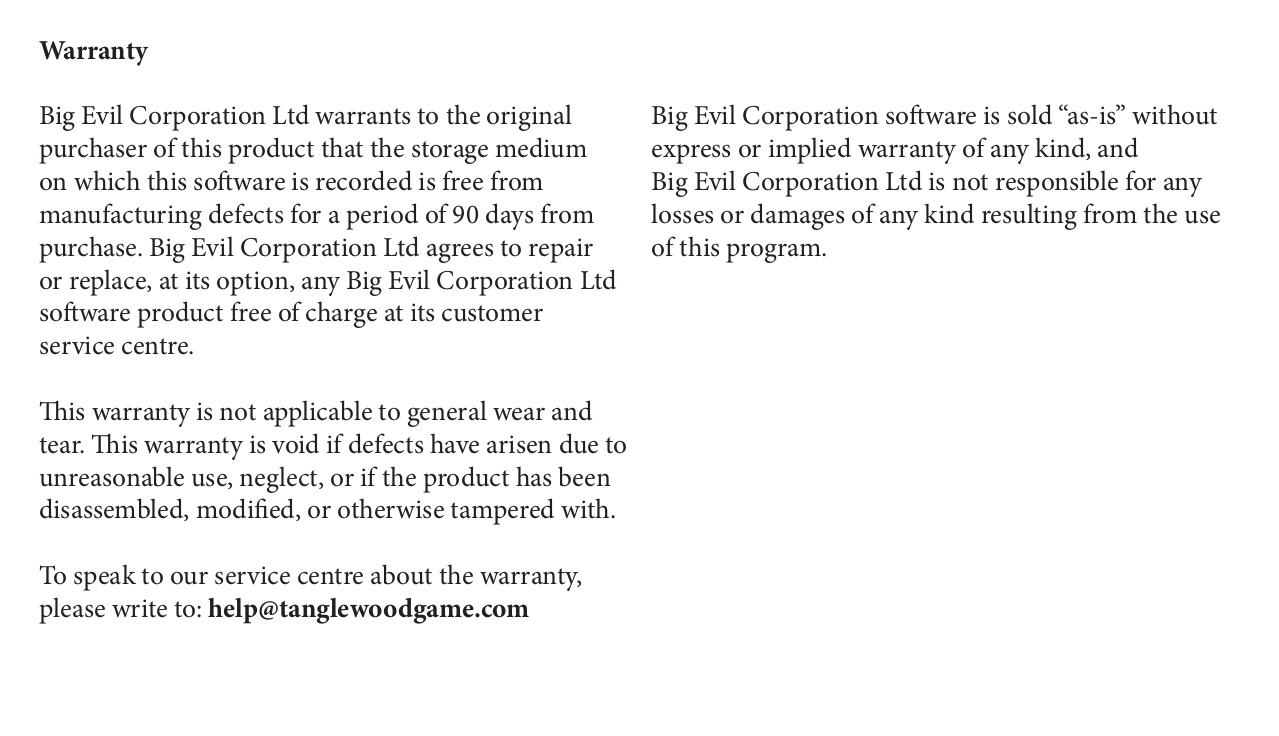 Warranty
Big Evil Corporation Ltd warrants to the original
purchaser of this product that the storage medium
on which this software is recorded is free from
manufacturing defects for a period of 90 days from
purchase. Big Evil Corporation Ltd agrees to repair
or replace, at its option, any Big Evil Corporation Ltd
software product free of charge at its customer
service centre.
This warranty is not applicable to general wear and
tear. This warranty is void if defects have arisen due to
unreasonable use, neglect, or if the product has been
disassembled, modified, or otherwise tampered with.
To speak to our service centre about the warranty,
please write to: help@tanglewoodgame.com
Big Evil Corporation software is sold “as-is” without
express or implied warranty of any kind, and
Big Evil Corporation Ltd is not responsible for any
losses or damages of any kind resulting from the use
of this program.